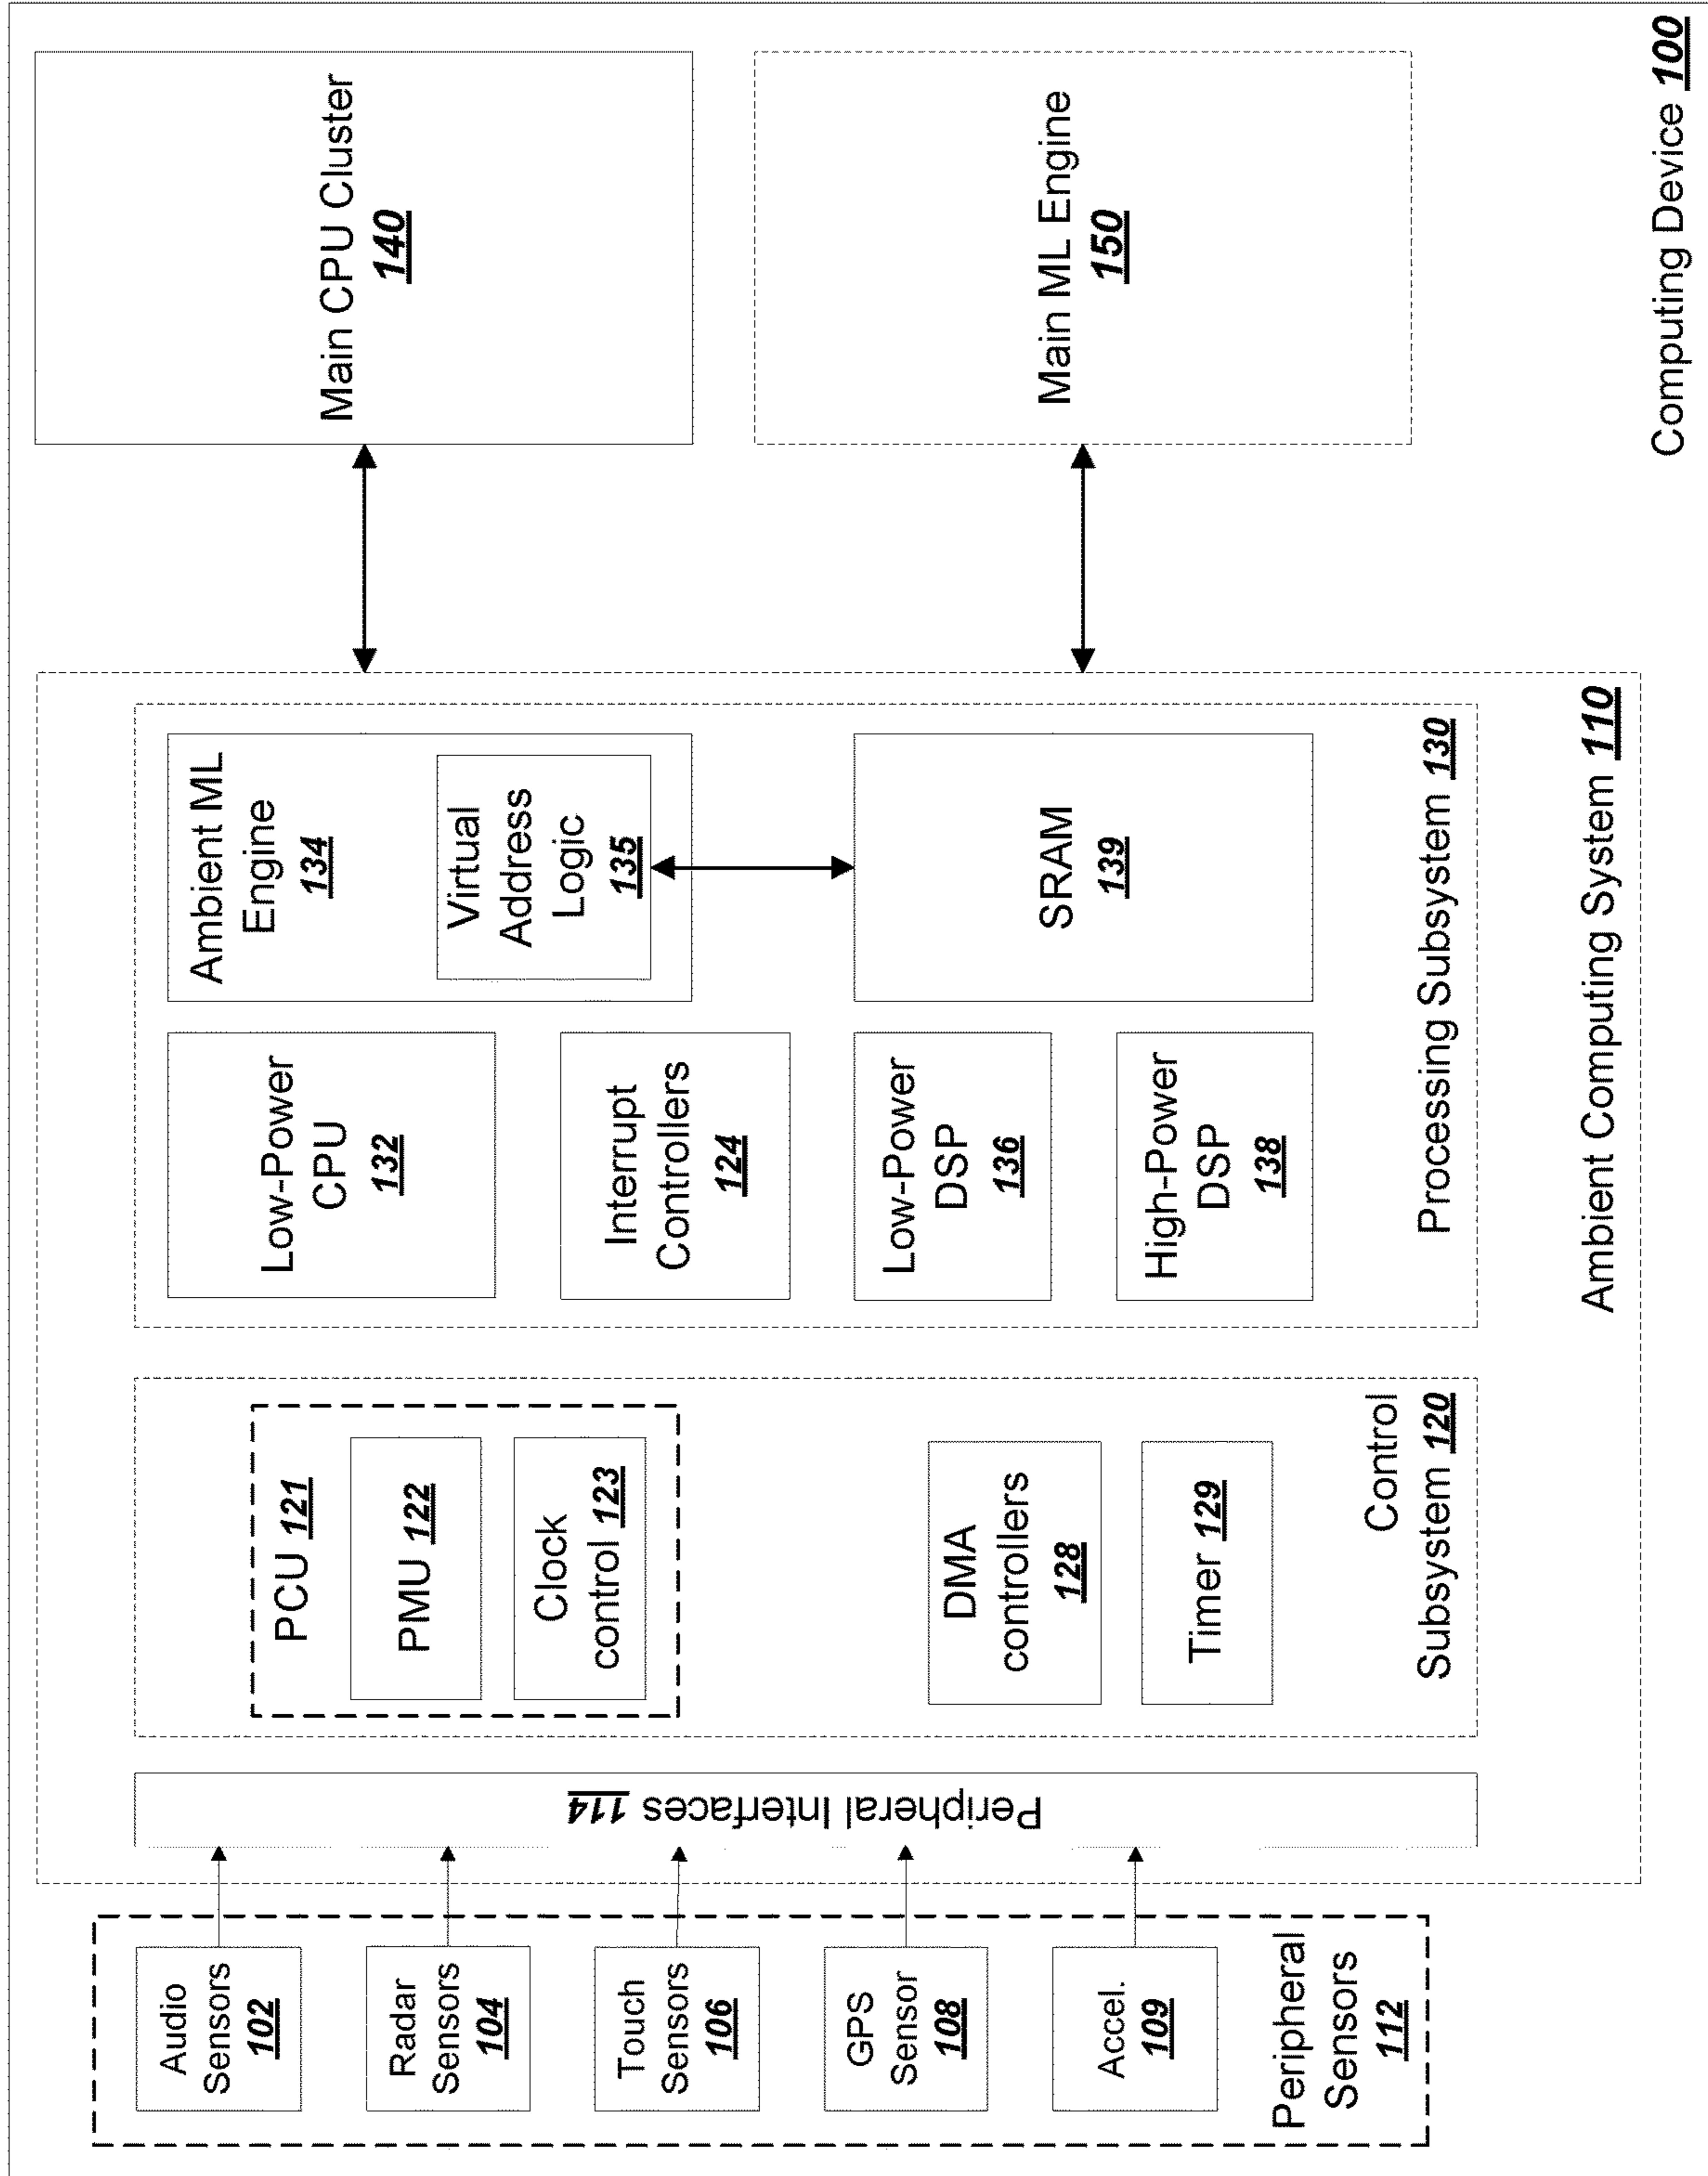 Audio
Sensors
102
Radar
Sensors
104
Touch
Sensors
106
GPS
Sensor
108
Accel.
109
Peripheral
Sensors
112
Peripheral Interfaces 114
PCU 121
PMU 122
Clock
control 123
DMA
controllers
128
Timer 129
Control
Subsystem 120
Low-Power
CPU
132
Interrupt
Controllers
124
Low-Power
DSP
136
High-Power
DSP
138
Ambient ML
Engine
134
Virtual
Address
Logic
135
SRAM
139
Processing Subsystem 130
Ambient Computing System 110
Main CPU Cluster
140
Main ML Engine
150
Computing Device 100